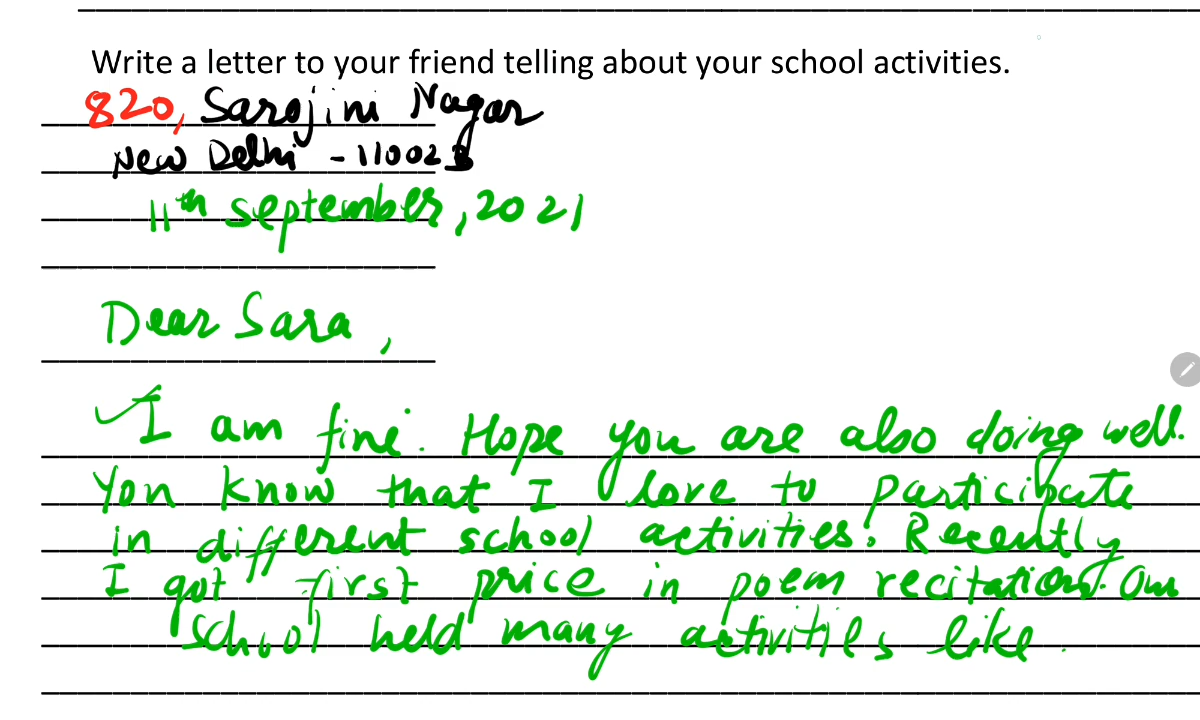 Write a letter to your friend telling about your school activities.
820, Sarojini Nagar
New Delhi - 110023
11th September, 2021
Dear Sara,
I am fine. Hope you are also doing well.
You know that I love to participate
in different school activities. Recently
I got first price in poem recitation. Our
school held many activities like.